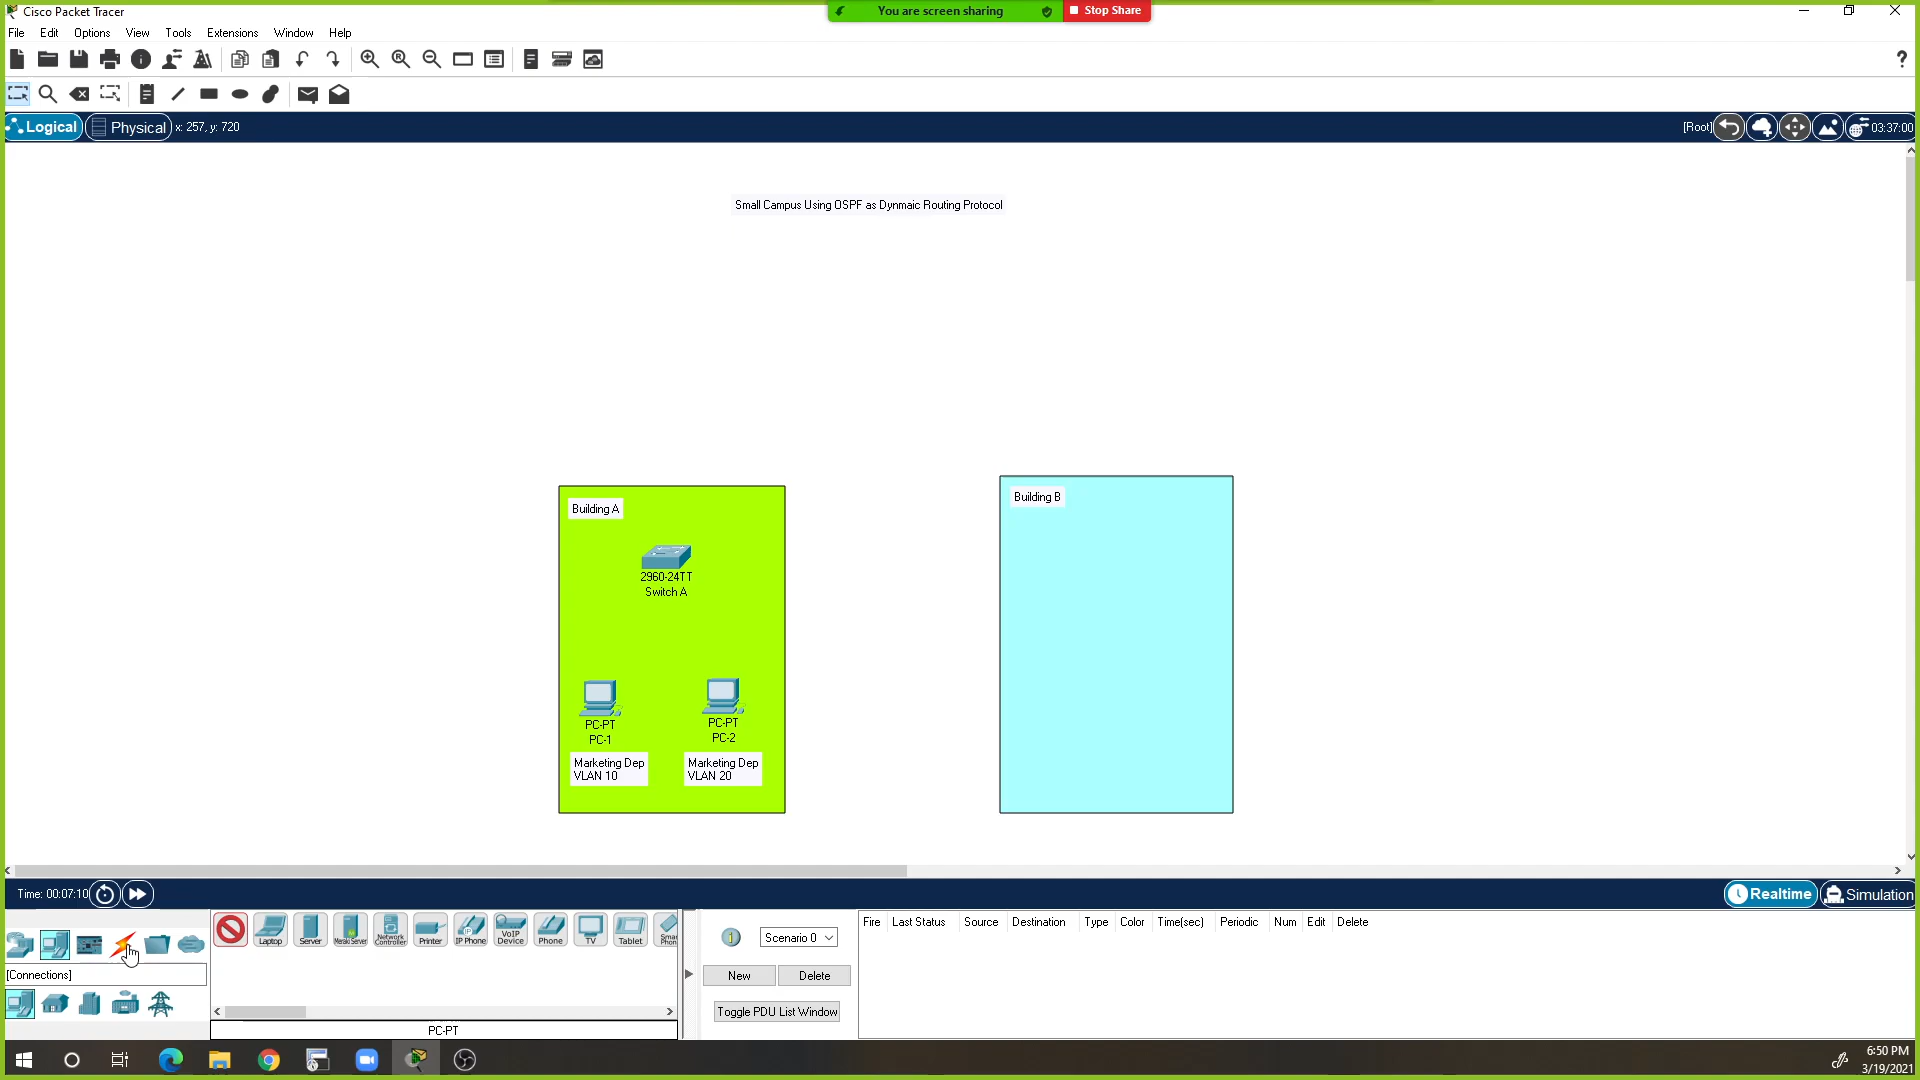 Cisco Packet Tracer
You are screen sharing
Stop Share
File Edit Options View Tools Extensions Window Help
Logical
Physical
x: 257, y: 720
[Root]
03:37:00
Small Campus Using OSPF as Dynmaic Routing Protocol
Building A
2960-24TT
Switch A
PC-PT
PC-1
PC-PT
PC-2
Marketing Dep
VLAN 10
Marketing Dep
VLAN 20
Building B
Time: 00:07:10
Realtime
Simulation
[Connections]
Laptop
Server
Meraki Server
Network Controller
Printer
IP Phone
VoIP Device
Phone
TV
Tablet
Smart
PC-PT
Scenario 0
New
Delete
Toggle PDU List Window
Fire Last Status Source Destination Type Color Time(sec) Periodic Num Edit Delete
6:50 PM
3/19/2021